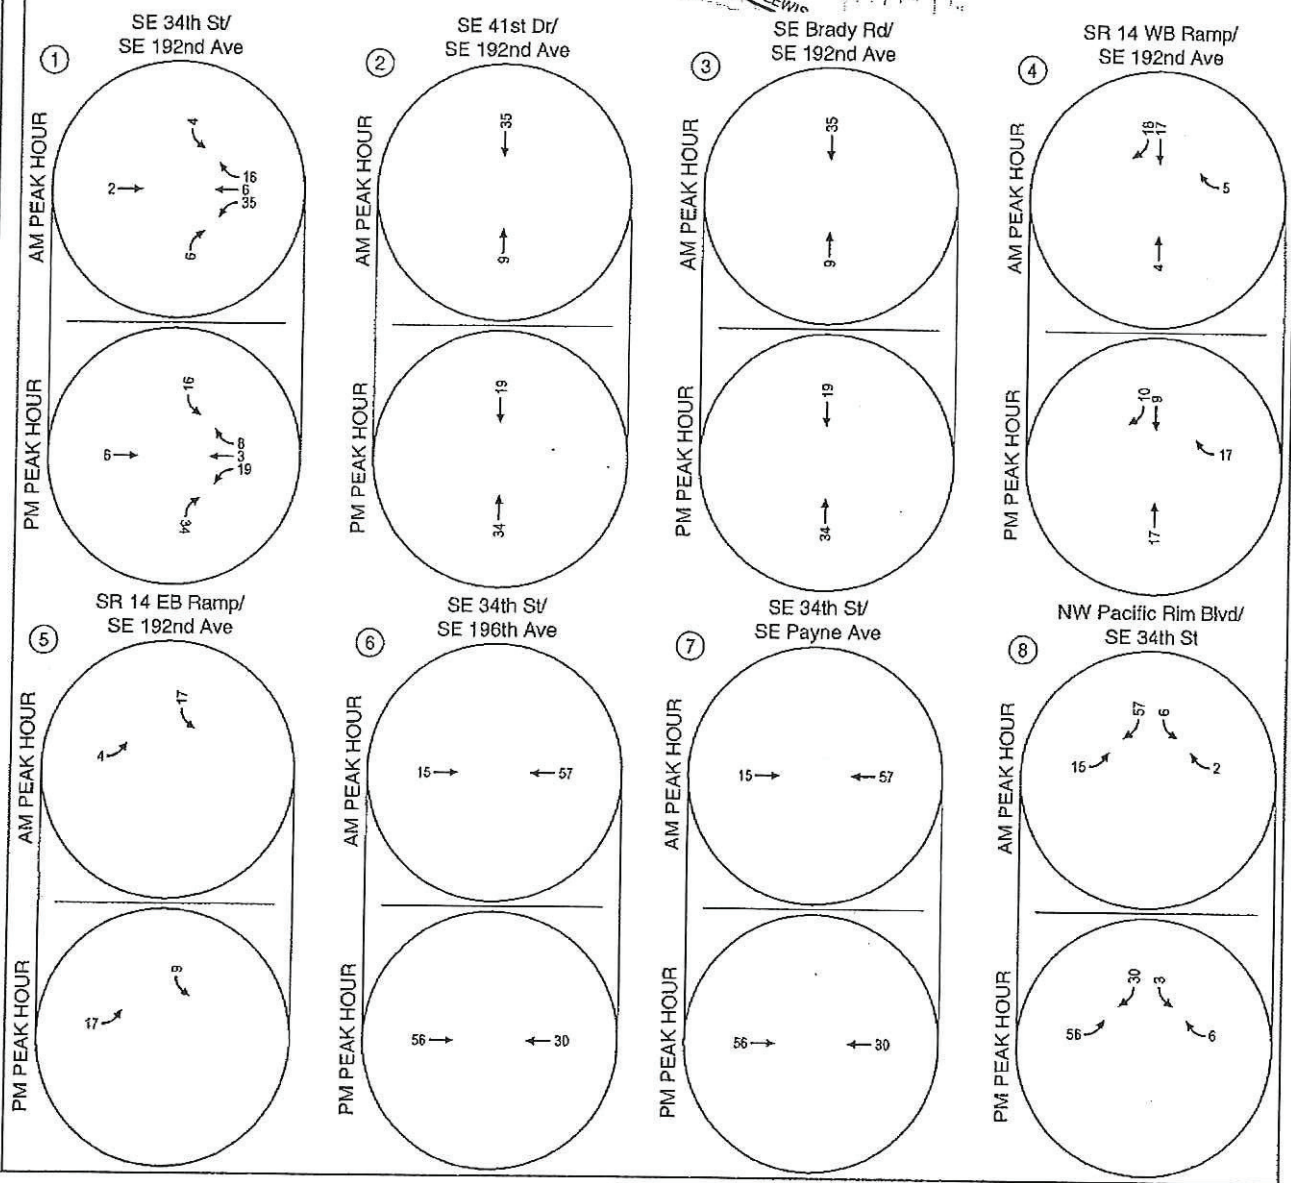 LEWIS
1
SE 34th St/
SE 192nd Ave
AM PEAK HOUR
4
2
16
6
35
9
PM PEAK HOUR
16
6
8
3
19
34
2
SE 41st Dr/
SE 192nd Ave
AM PEAK HOUR
35
9
PM PEAK HOUR
19
34
3
SE Brady Rd/
SE 192nd Ave
AM PEAK HOUR
35
9
PM PEAK HOUR
19
34
4
SR 14 WB Ramp/
SE 192nd Ave
AM PEAK HOUR
18
17
5
4
PM PEAK HOUR
10
9
17
17
5
SR 14 EB Ramp/
SE 192nd Ave
AM PEAK HOUR
17
4
PM PEAK HOUR
9
17
6
SE 34th St/
SE 196th Ave
AM PEAK HOUR
15
57
PM PEAK HOUR
56
30
7
SE 34th St/
SE Payne Ave
AM PEAK HOUR
15
57
PM PEAK HOUR
56
30
8
NW Pacific Rim Blvd/
SE 34th St
AM PEAK HOUR
57
6
15
2
PM PEAK HOUR
30
3
56
6